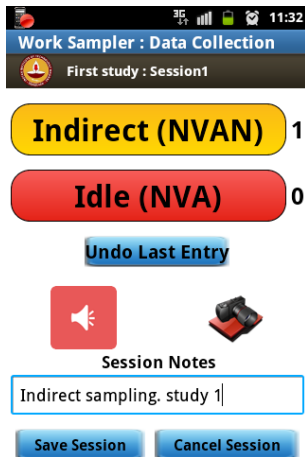 3G 11:32
Work Sampler : Data Collection
First study : Session1
Indirect (NVAN) 1
Idle (NVA) 0
Undo Last Entry
Session Notes
Indirect sampling. study 1
Save Session Cancel Session